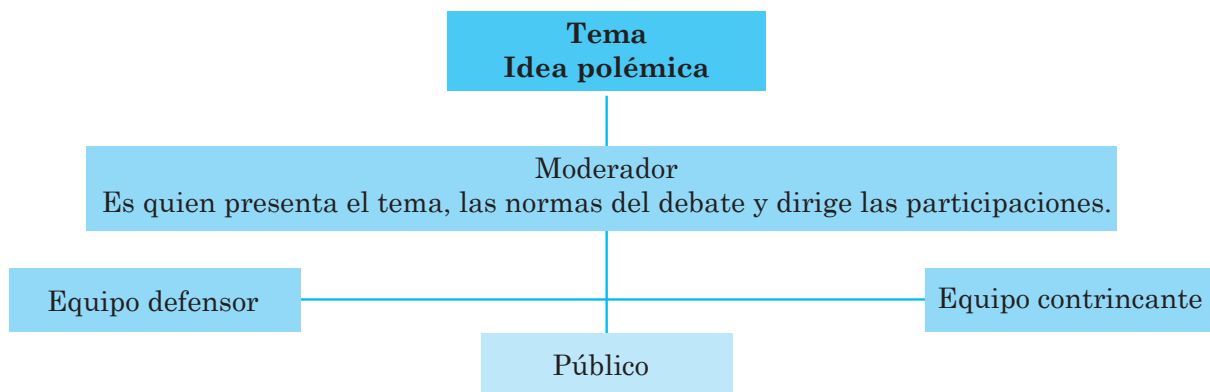 Tema
Idea polémica
Moderador
Es quien presenta el tema, las normas del debate y dirige las participaciones.
Equipo defensor
Equipo contrincante
Público